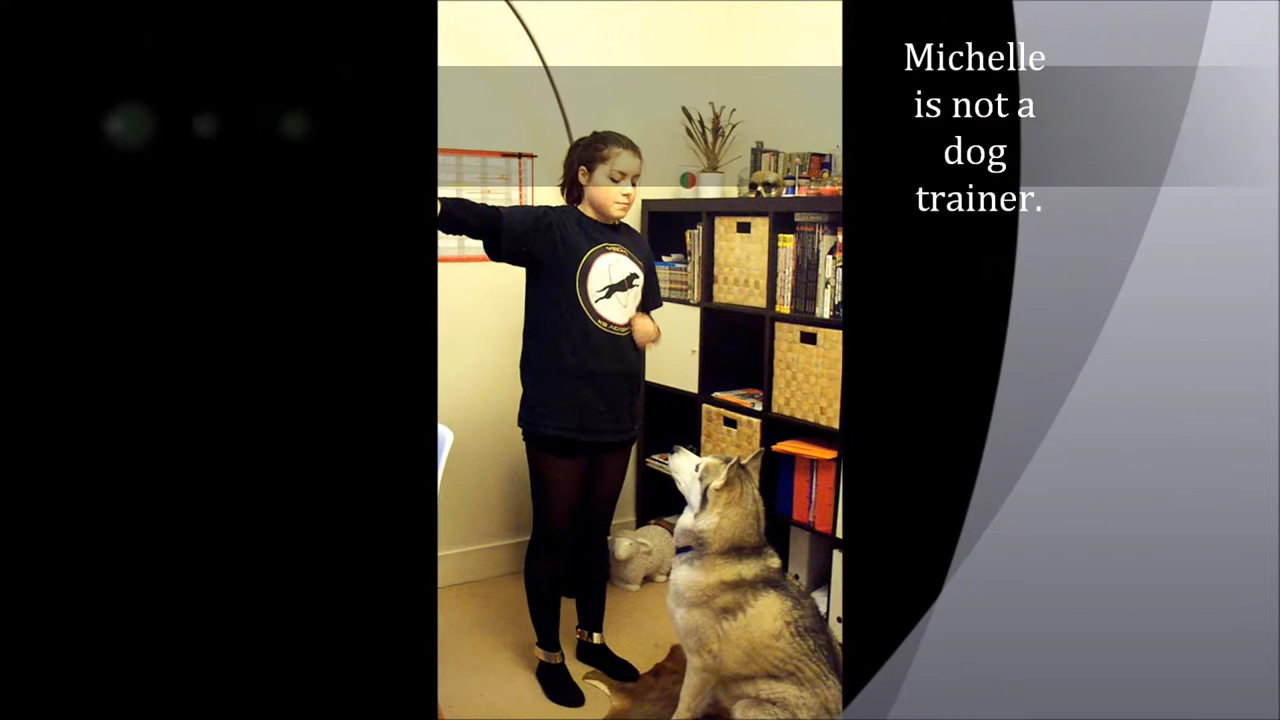 Michelle
is not a
dog
trainer.